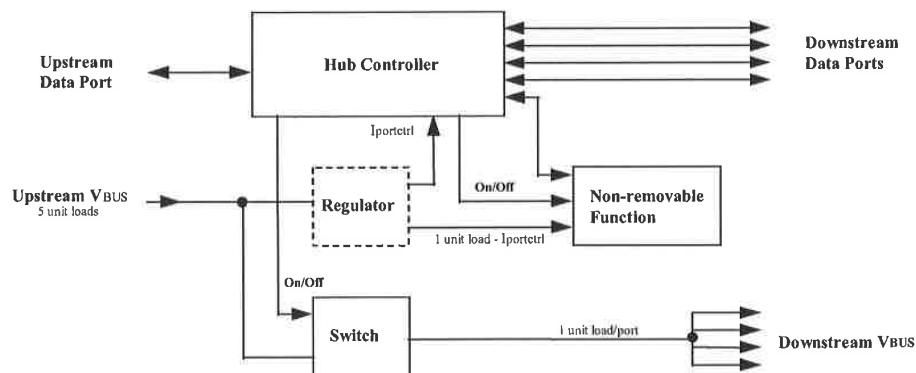 Upstream
Data Port
Hub Controller
Downstream
Data Ports
Iportctrl
Upstream VBUS
5 unit loads
Regulator
On/Off
Non-removable
Function
1 unit load - Iportctrl
On/Off
Switch
1 unit load/port
Downstream VBUS